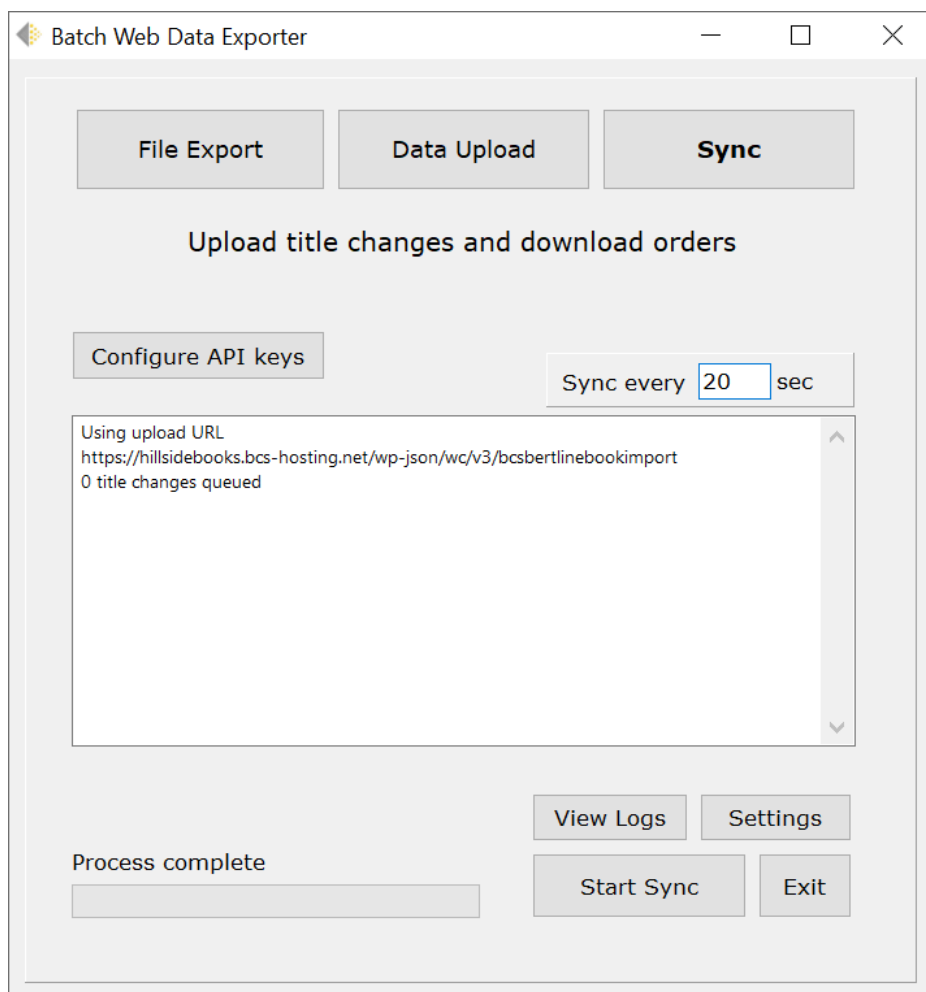 Batch Web Data Exporter
File Export
Data Upload
Sync
Upload title changes and download orders
Configure API keys
Sync every 20 sec
Using upload URL
https://hillsidebooks.bcs-hosting.net/wp-json/wc/v3/bcsbertlinebookimport
0 title changes queued
View Logs
Settings
Process complete
Start Sync
Exit